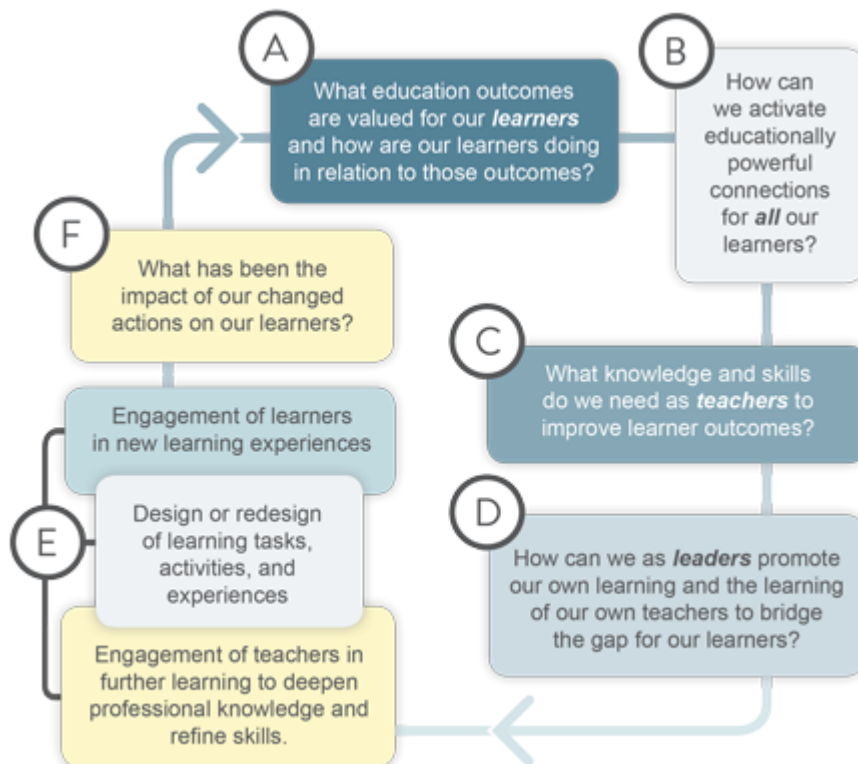 A
What education outcomes
are valued for our learners
and how are our learners doing
in relation to those outcomes?
B
How can
we activate
educationally
powerful
connections
for all our
learners?
C
What knowledge and skills
do we need as teachers to
improve learner outcomes?
D
How can we as leaders promote
our own learning and the learning
of our own teachers to bridge
the gap for our learners?
E
Engagement of learners
in new learning experiences
Design or redesign
of learning tasks,
activities, and
experiences
Engagement of teachers in
further learning to deepen
professional knowledge and
refine skills.
F
What has been the
impact of our changed
actions on our learners?